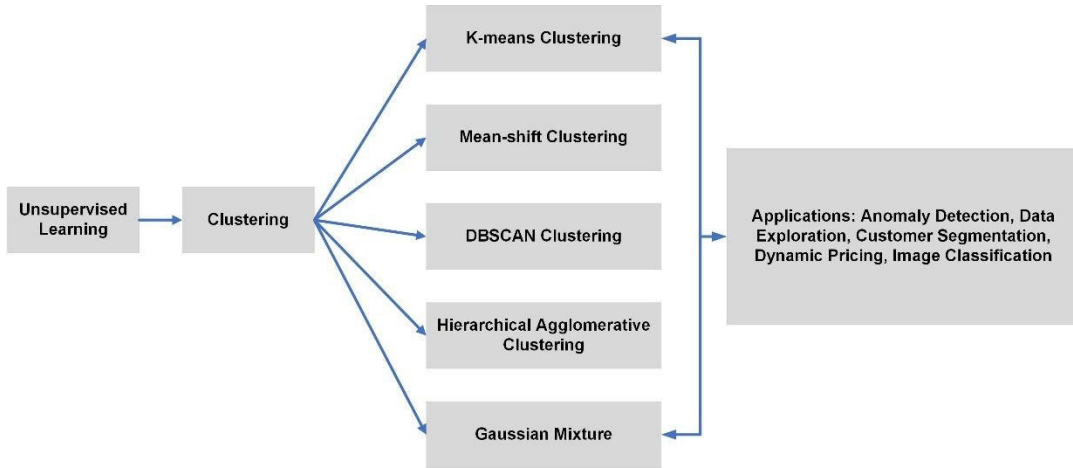 Unsupervised
Learning
Clustering
K-means Clustering
Mean-shift Clustering
DBSCAN Clustering
Hierarchical Agglomerative
Clustering
Gaussian Mixture
Applications: Anomaly Detection, Data
Exploration, Customer Segmentation,
Dynamic Pricing, Image Classification